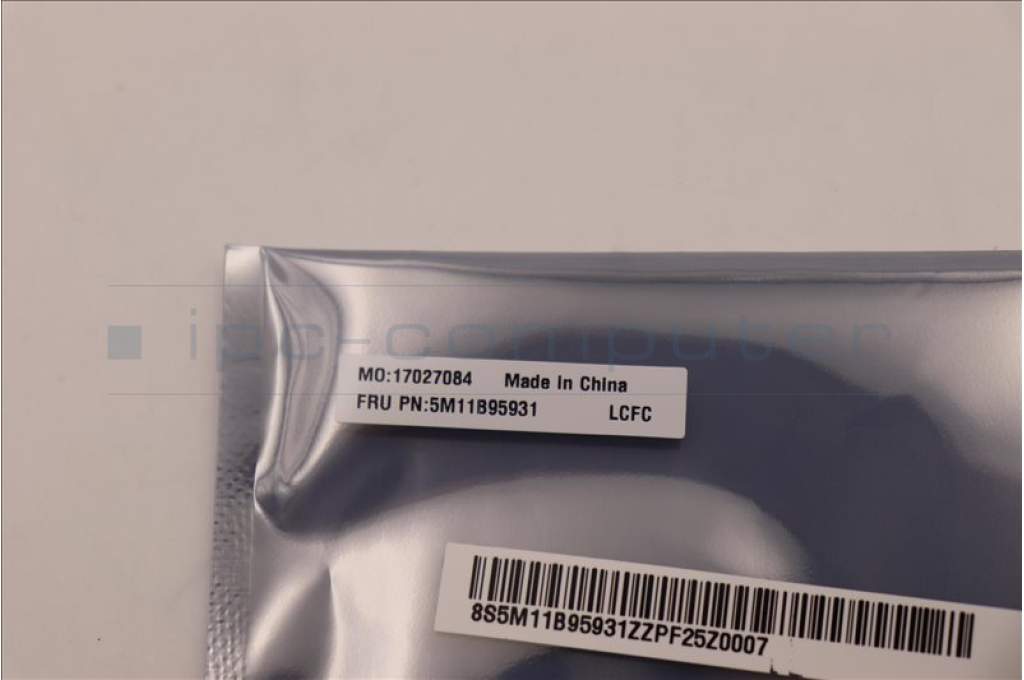 ipc-computer
MO:17027084 Made In China
FRU PN:5M11B95931 LCFC
8S5M11B95931ZZPF25Z0007